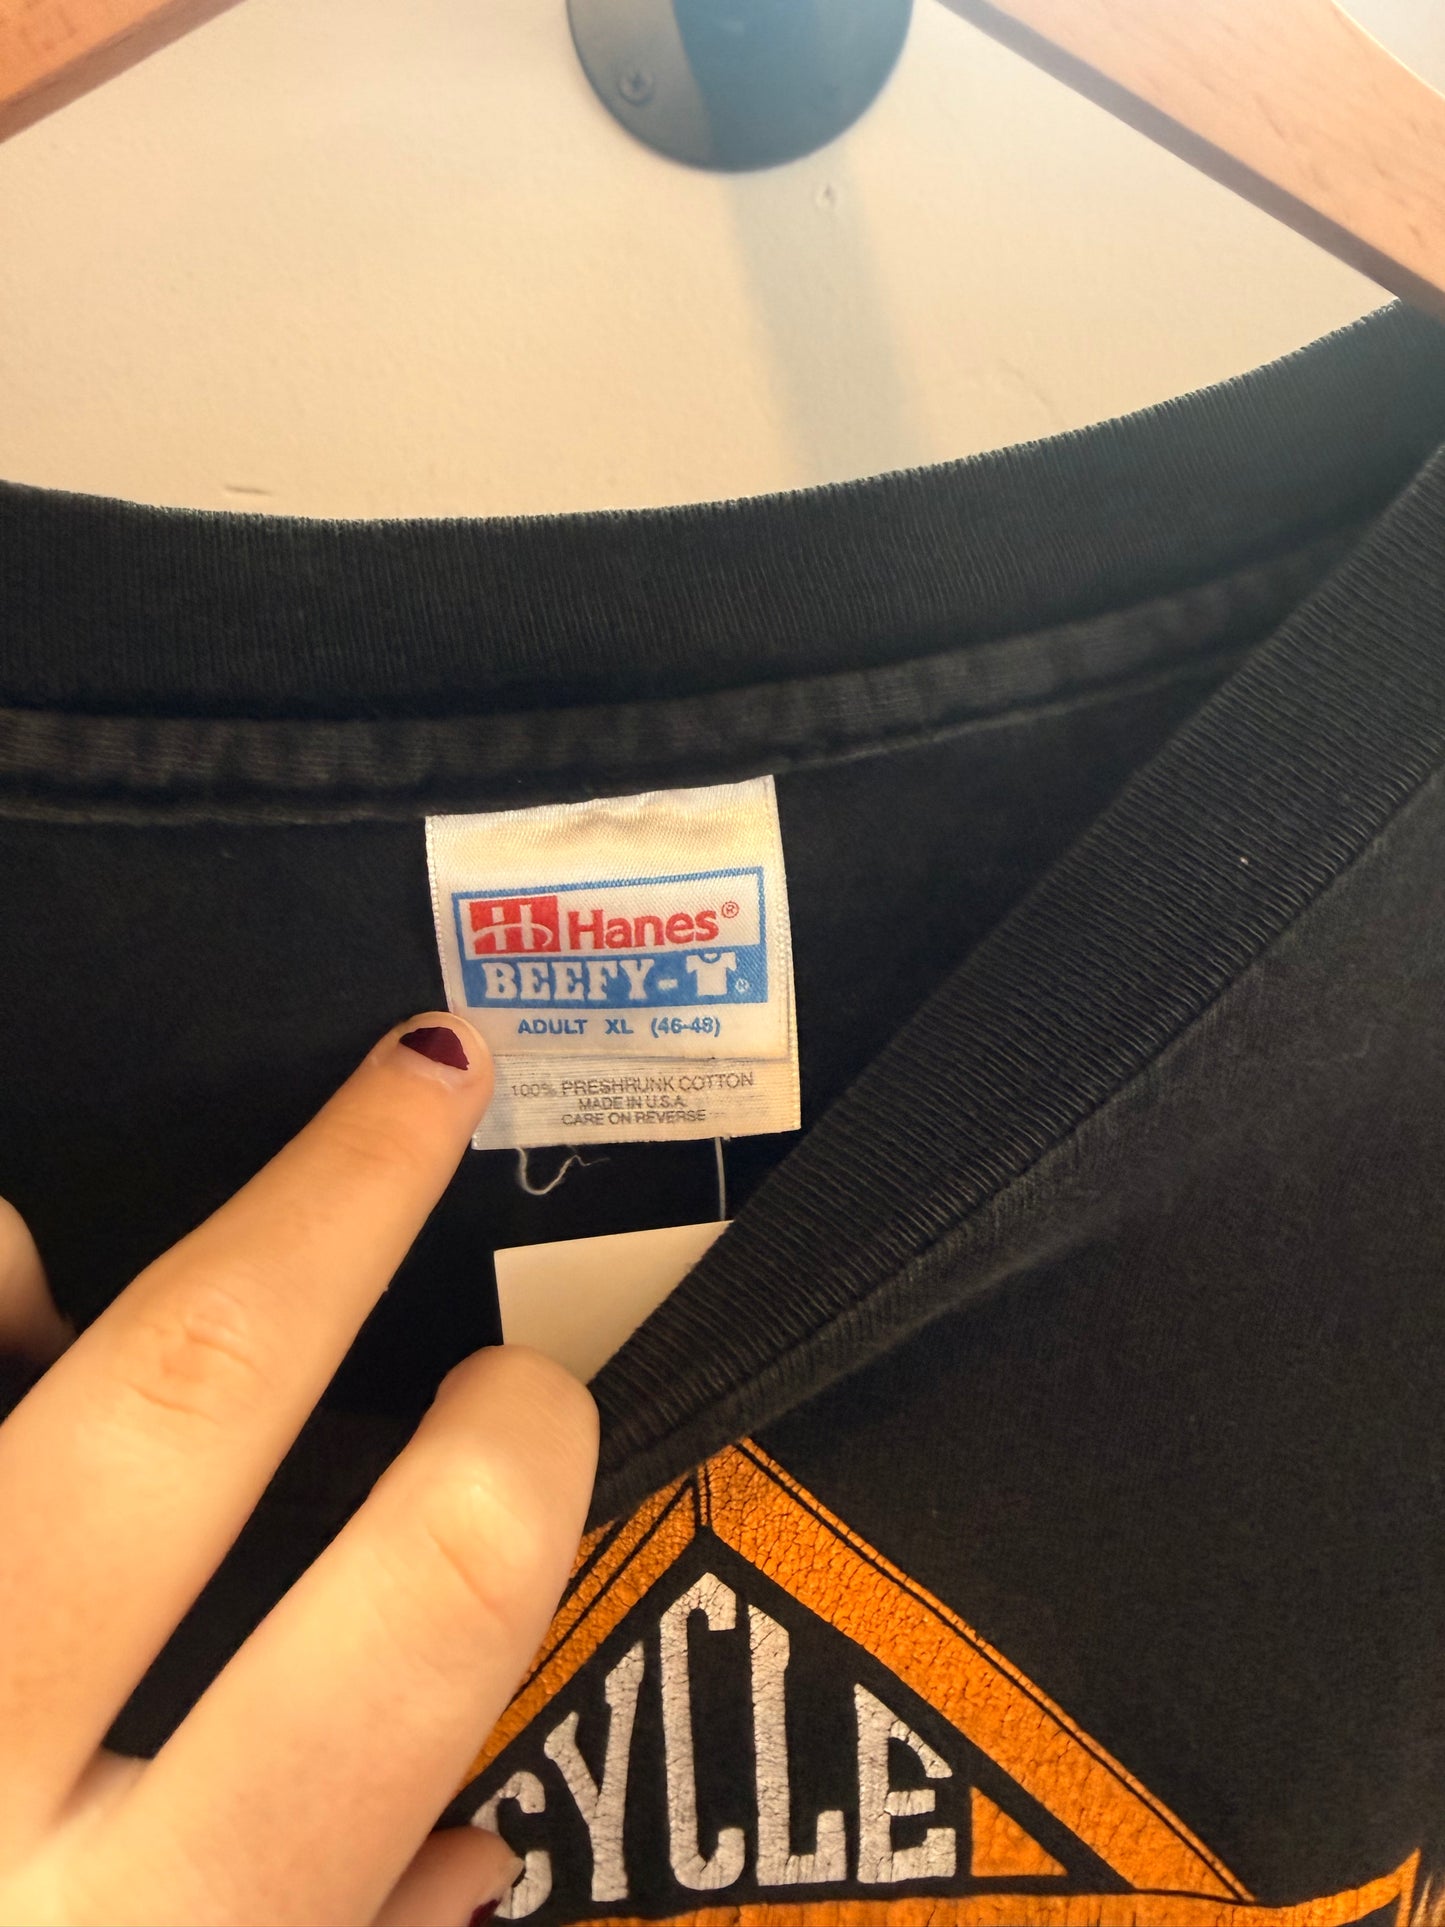 Hanes®
BEEFY-T®
ADULT XL (46-48)
100% PRESHRUNK COTTON
MADE IN U.S.A.
CARE ON REVERSE
CYCLE